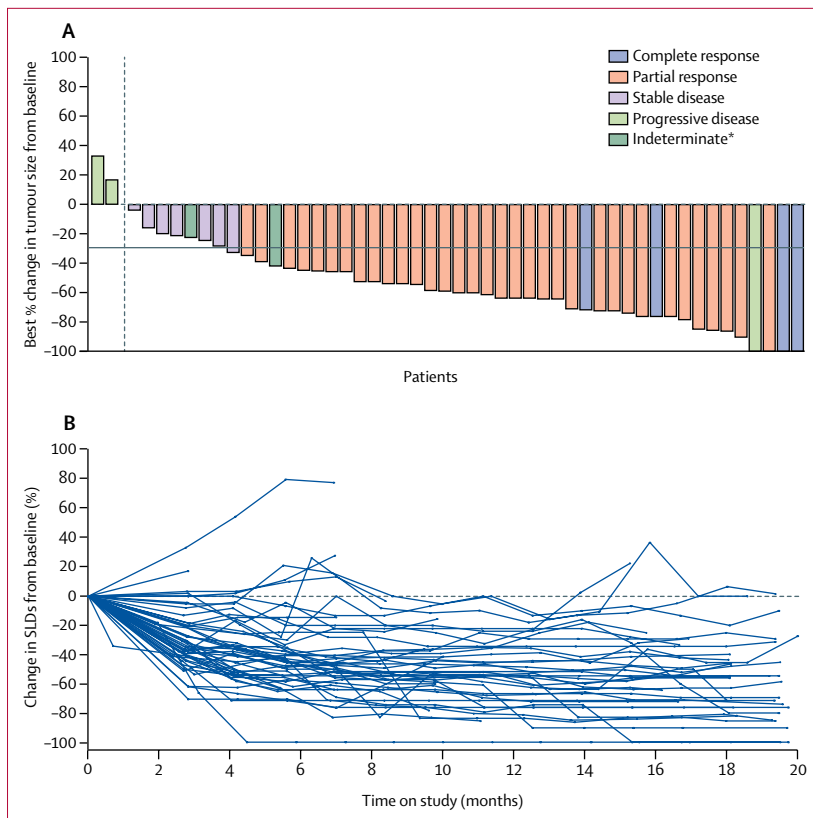 A
Best % change in tumour size from baseline
100
80
60
40
20
0
–20
–40
–60
–80
–100
Complete response
Partial response
Stable disease
Progressive disease
Indeterminate*
Patients
B
Change in SLDs from baseline (%)
100
80
60
40
20
0
–20
–40
–60
–80
–100
0 2 4 6 8 10 12 14 16 18 20
Time on study (months)